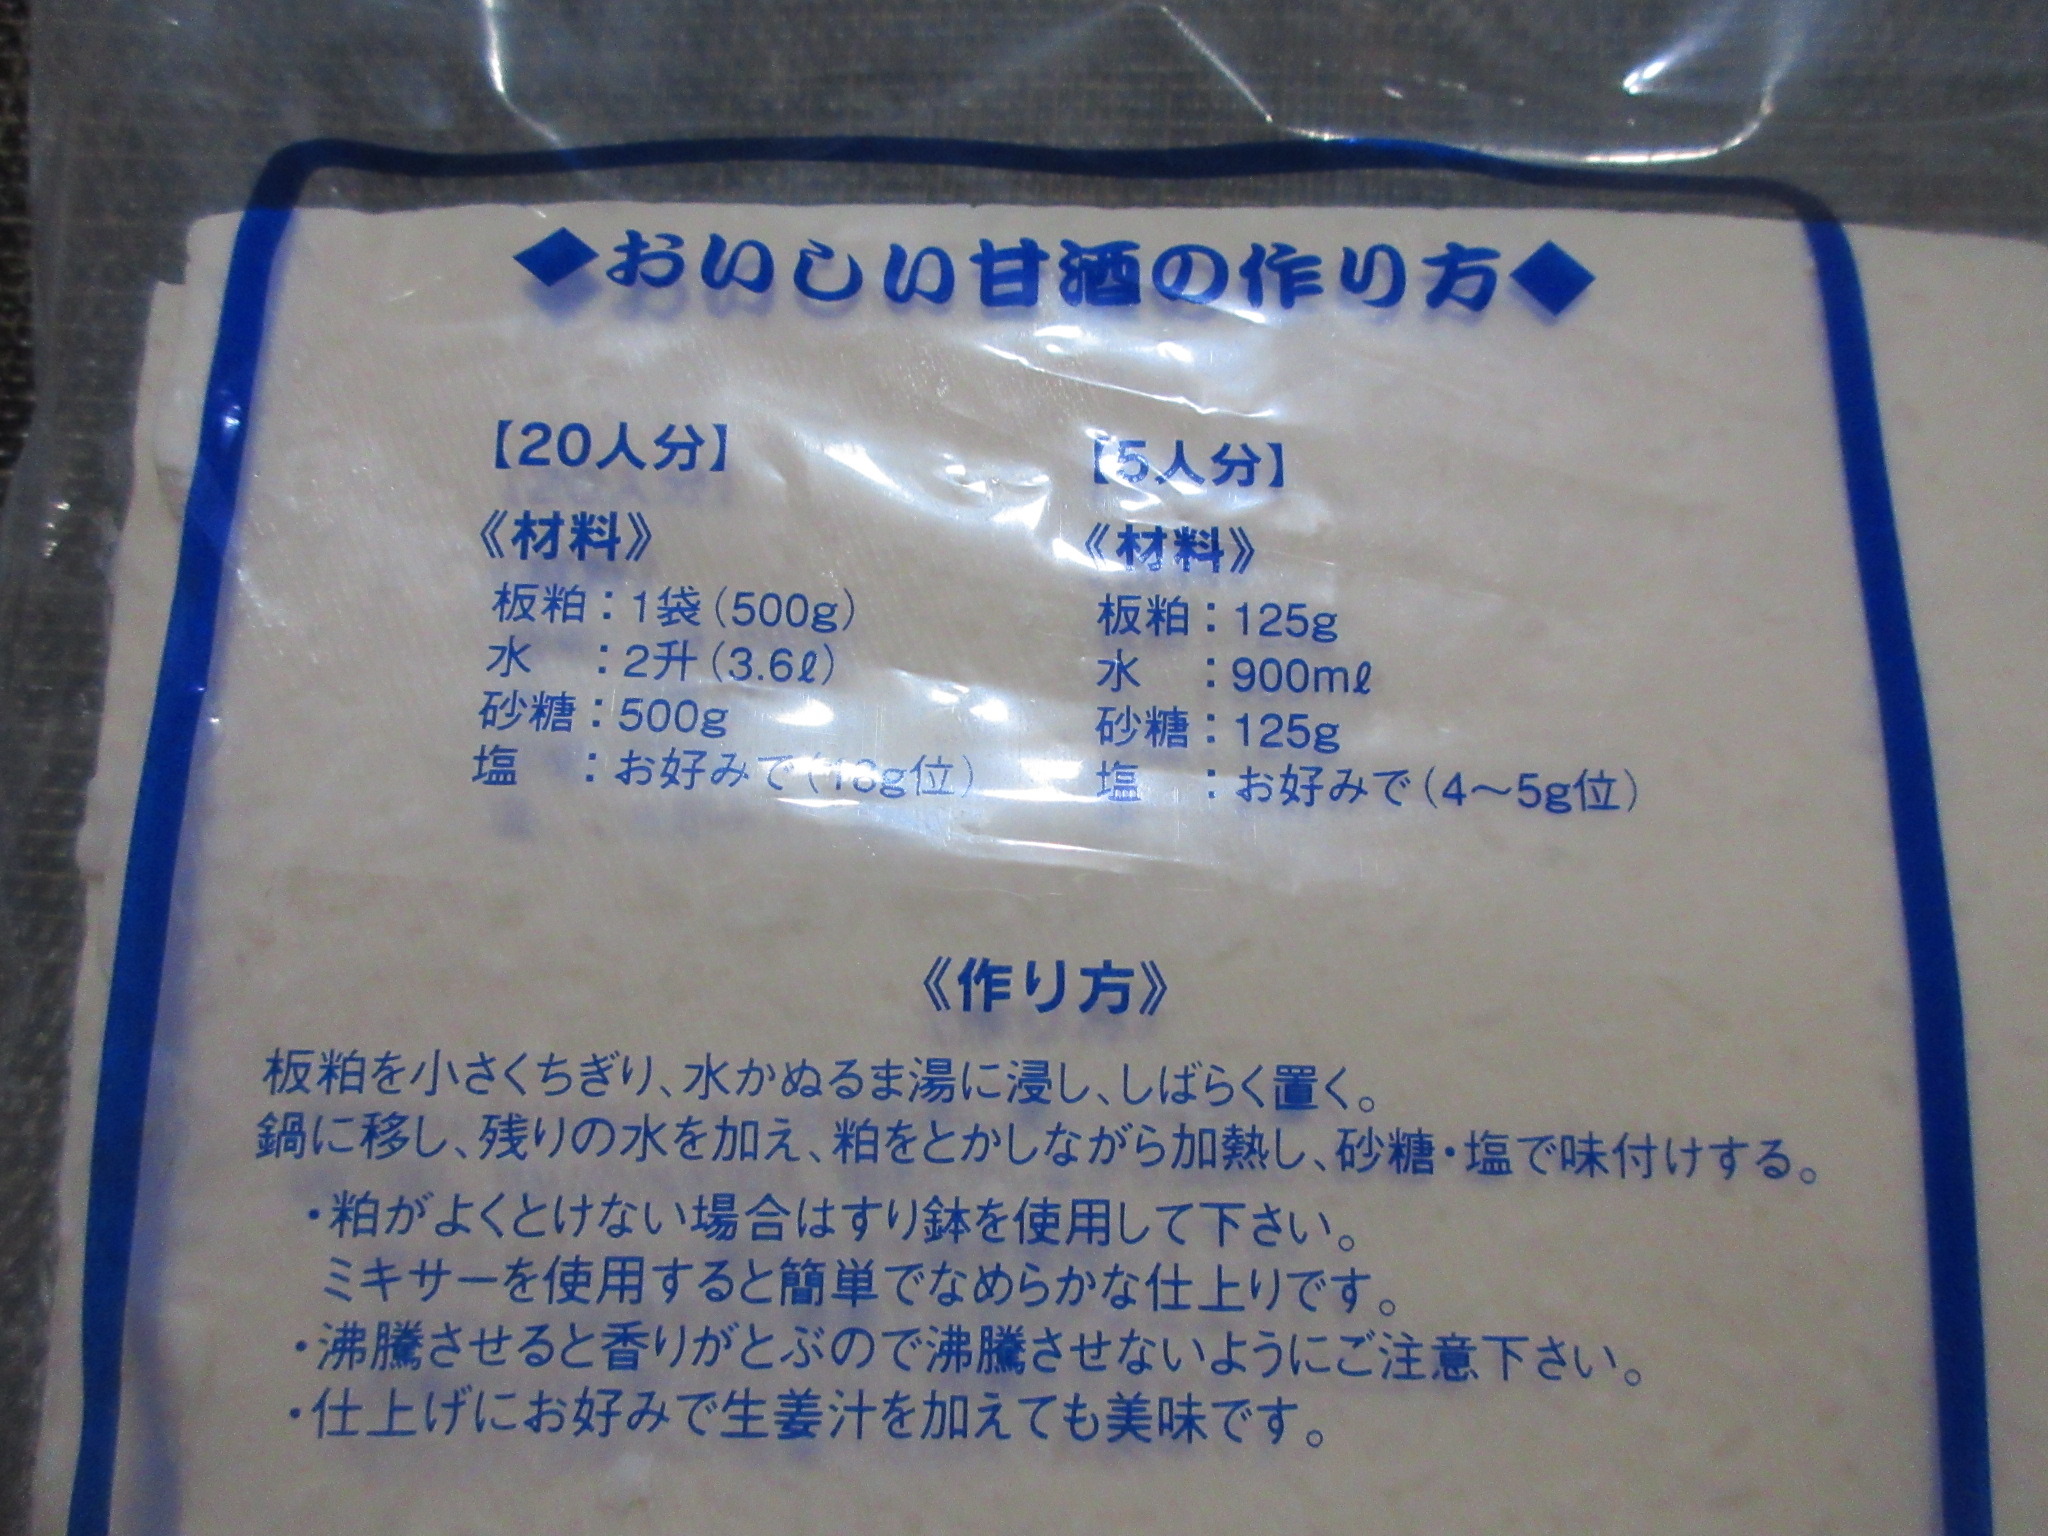 ◆おいしい甘酒の作り方◆
【20人分】
《材料》
板粕：1袋（500g）
水　：2升（3.6ℓ）
砂糖：500g
塩　：お好みで（18g位）
【5人分】
《材料》
板粕：125g
水　：900mℓ
砂糖：125g
塩　：お好みで（4〜5g位）
《作り方》
板粕を小さくちぎり、水かぬるま湯に浸し、しばらく置く。
鍋に移し、残りの水を加え、粕をとかしながら加熱し、砂糖・塩で味付けする。
・粕がよくとけない場合はすり鉢を使用して下さい。
ミキサーを使用すると簡単でなめらかな仕上りです。
・沸騰させると香りがとぶので沸騰させないようにご注意下さい。
・仕上げにお好みで生姜汁を加えても美味です。